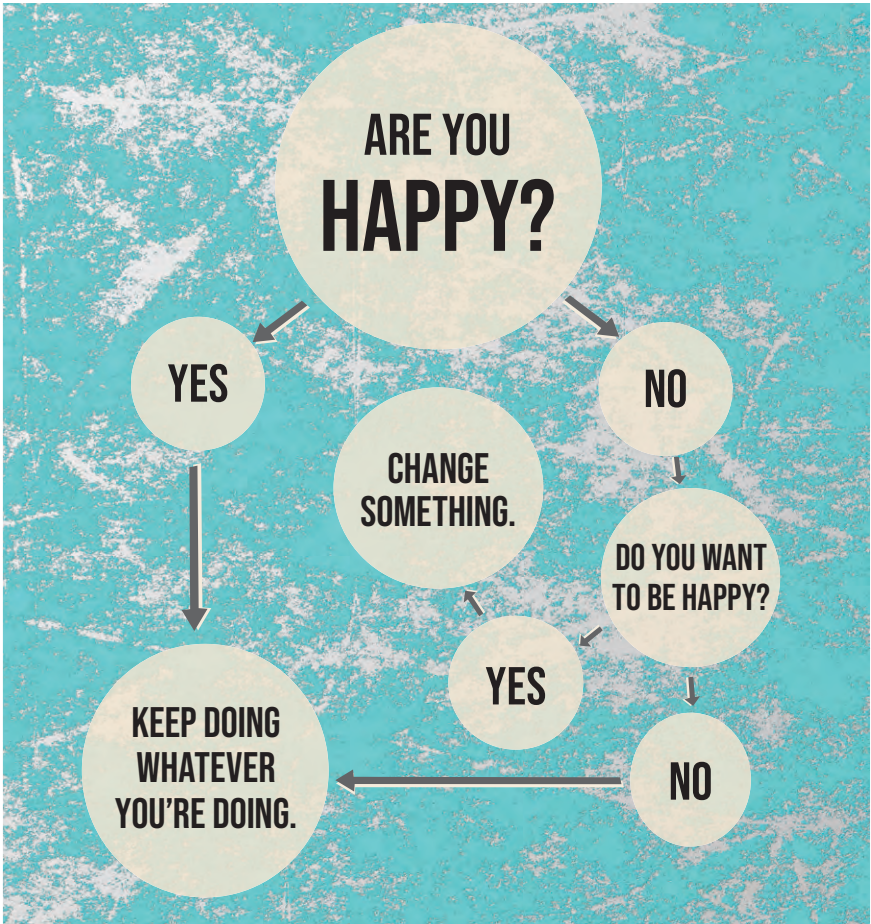 ARE YOU
HAPPY?
YES
NO
CHANGE
SOMETHING.
DO YOU WANT
TO BE HAPPY?
YES
KEEP DOING
WHATEVER
YOU'RE DOING.
NO